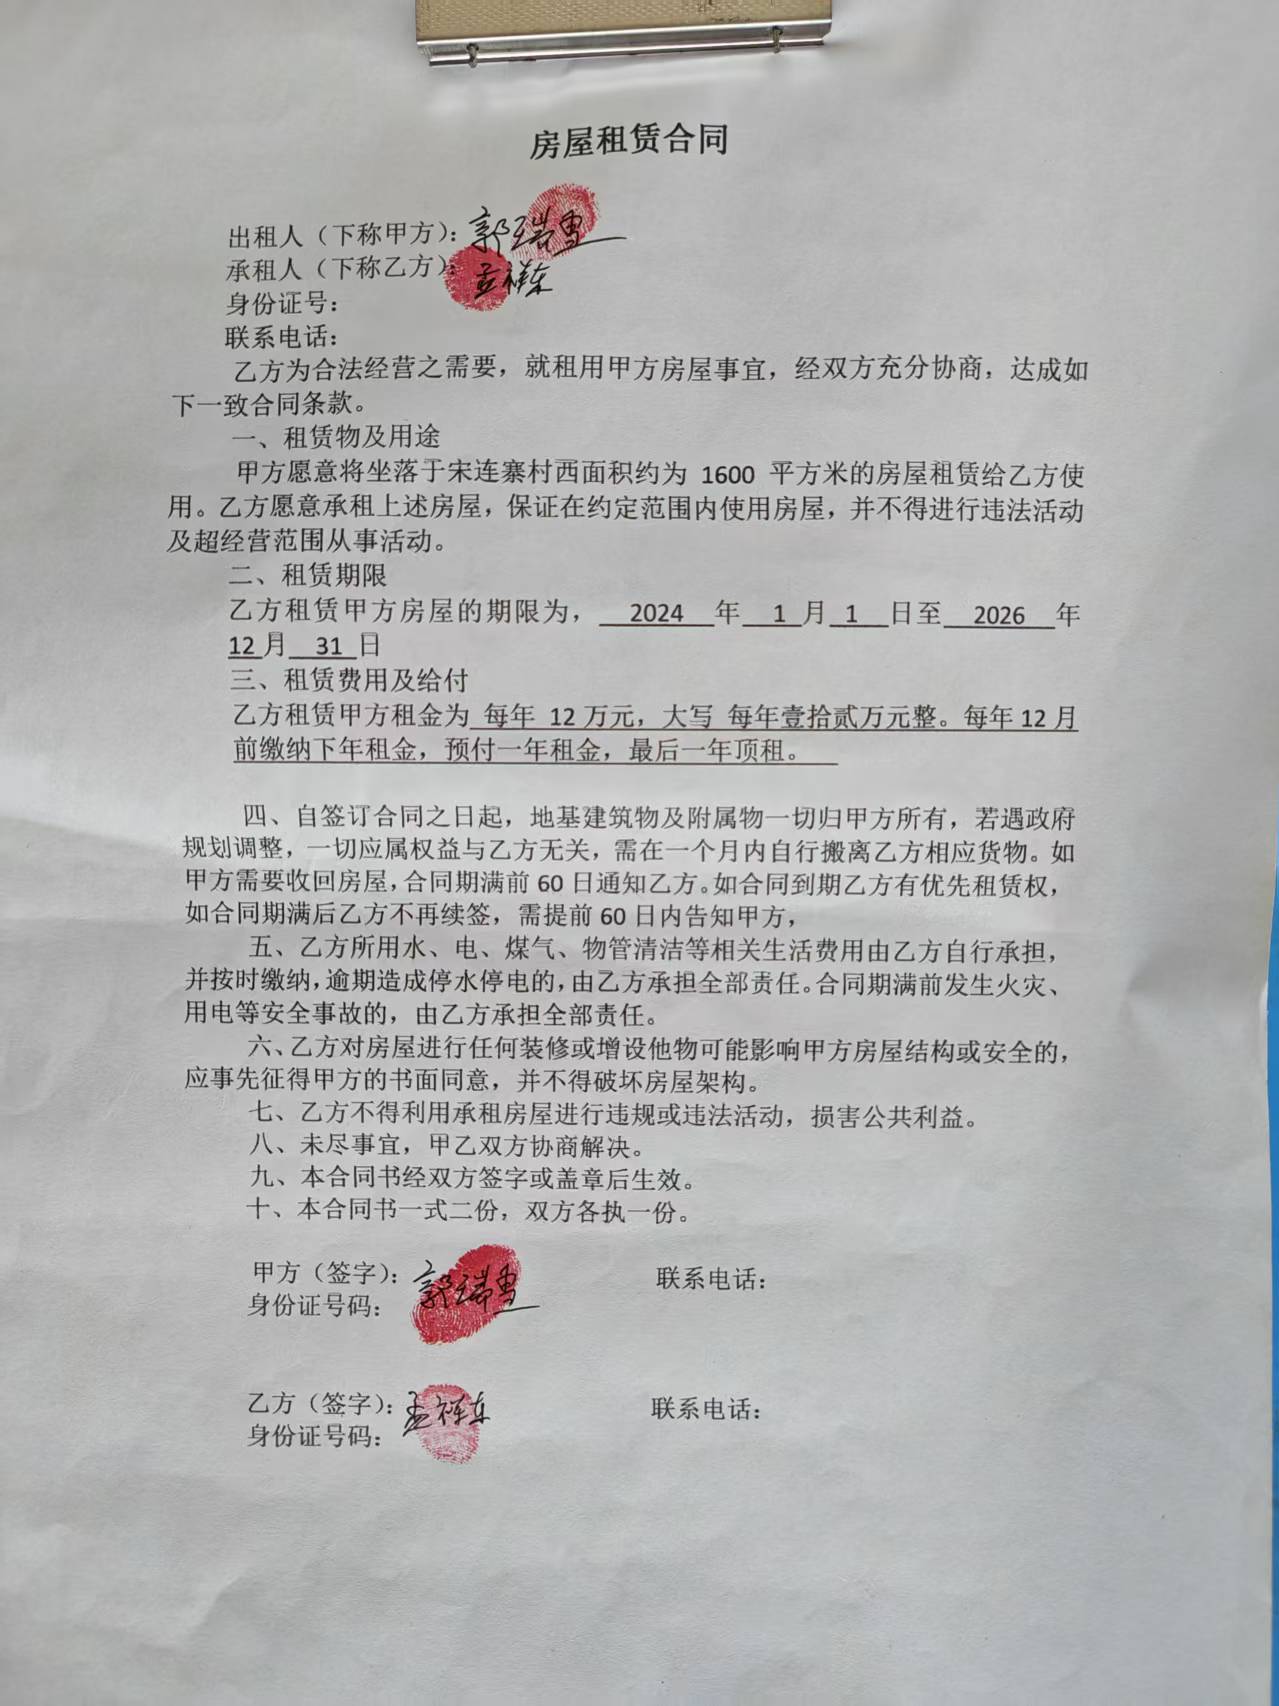 房屋租赁合同
出租人（下称甲方）：郭瑞
承租人（下称乙方）：孟祥东
身份证号：
联系电话：
乙方为合法经营之需要，就租用甲方房屋事宜，经双方充分协商，达成如
下一致合同条款。
一、租赁物及用途
甲方愿意将坐落于宋连寨村西面积约为 1600 平方米的房屋租赁给乙方使
用。乙方愿意承租上述房屋，保证在约定范围内使用房屋，并不得进行违法活动
及超经营范围从事活动。
二、租赁期限
乙方租赁甲方房屋的期限为， 2024 年 1 月 1 日至 2026 年
12 月 31 日
三、租赁费用及给付
乙方租赁甲方租金为 每年 12 万元，大写 每年壹拾贰万元整。每年 12 月
前缴纳下年租金，预付一年租金，最后一年顶租。
四、自签订合同之日起，地基建筑物及附属物一切归甲方所有，若遇政府
规划调整，一切应属权益与乙方无关，需在一个月内自行搬离乙方相应货物。如
甲方需要收回房屋，合同期满前 60 日通知乙方。如合同到期乙方有优先租赁权，
如合同期满后乙方不再续签，需提前 60 日内告知甲方，
五、乙方所用水、电、煤气、物管清洁等相关生活费用由乙方自行承担，
并按时缴纳，逾期造成停水停电的，由乙方承担全部责任。合同期满前发生火灾、
用电等安全事故的，由乙方承担全部责任。
六、乙方对房屋进行任何装修或增设他物可能影响甲方房屋结构或安全的，
应事先征得甲方的书面同意，并不得破坏房屋架构。
七、乙方不得利用承租房屋进行违规或违法活动，损害公共利益。
八、未尽事宜，甲乙双方协商解决。
九、本合同书经双方签字或盖章后生效。
十、本合同书一式二份，双方各执一份。
甲方（签字）：郭瑞 联系电话：
身份证号码：
乙方（签字）：孟祥东 联系电话：
身份证号码：